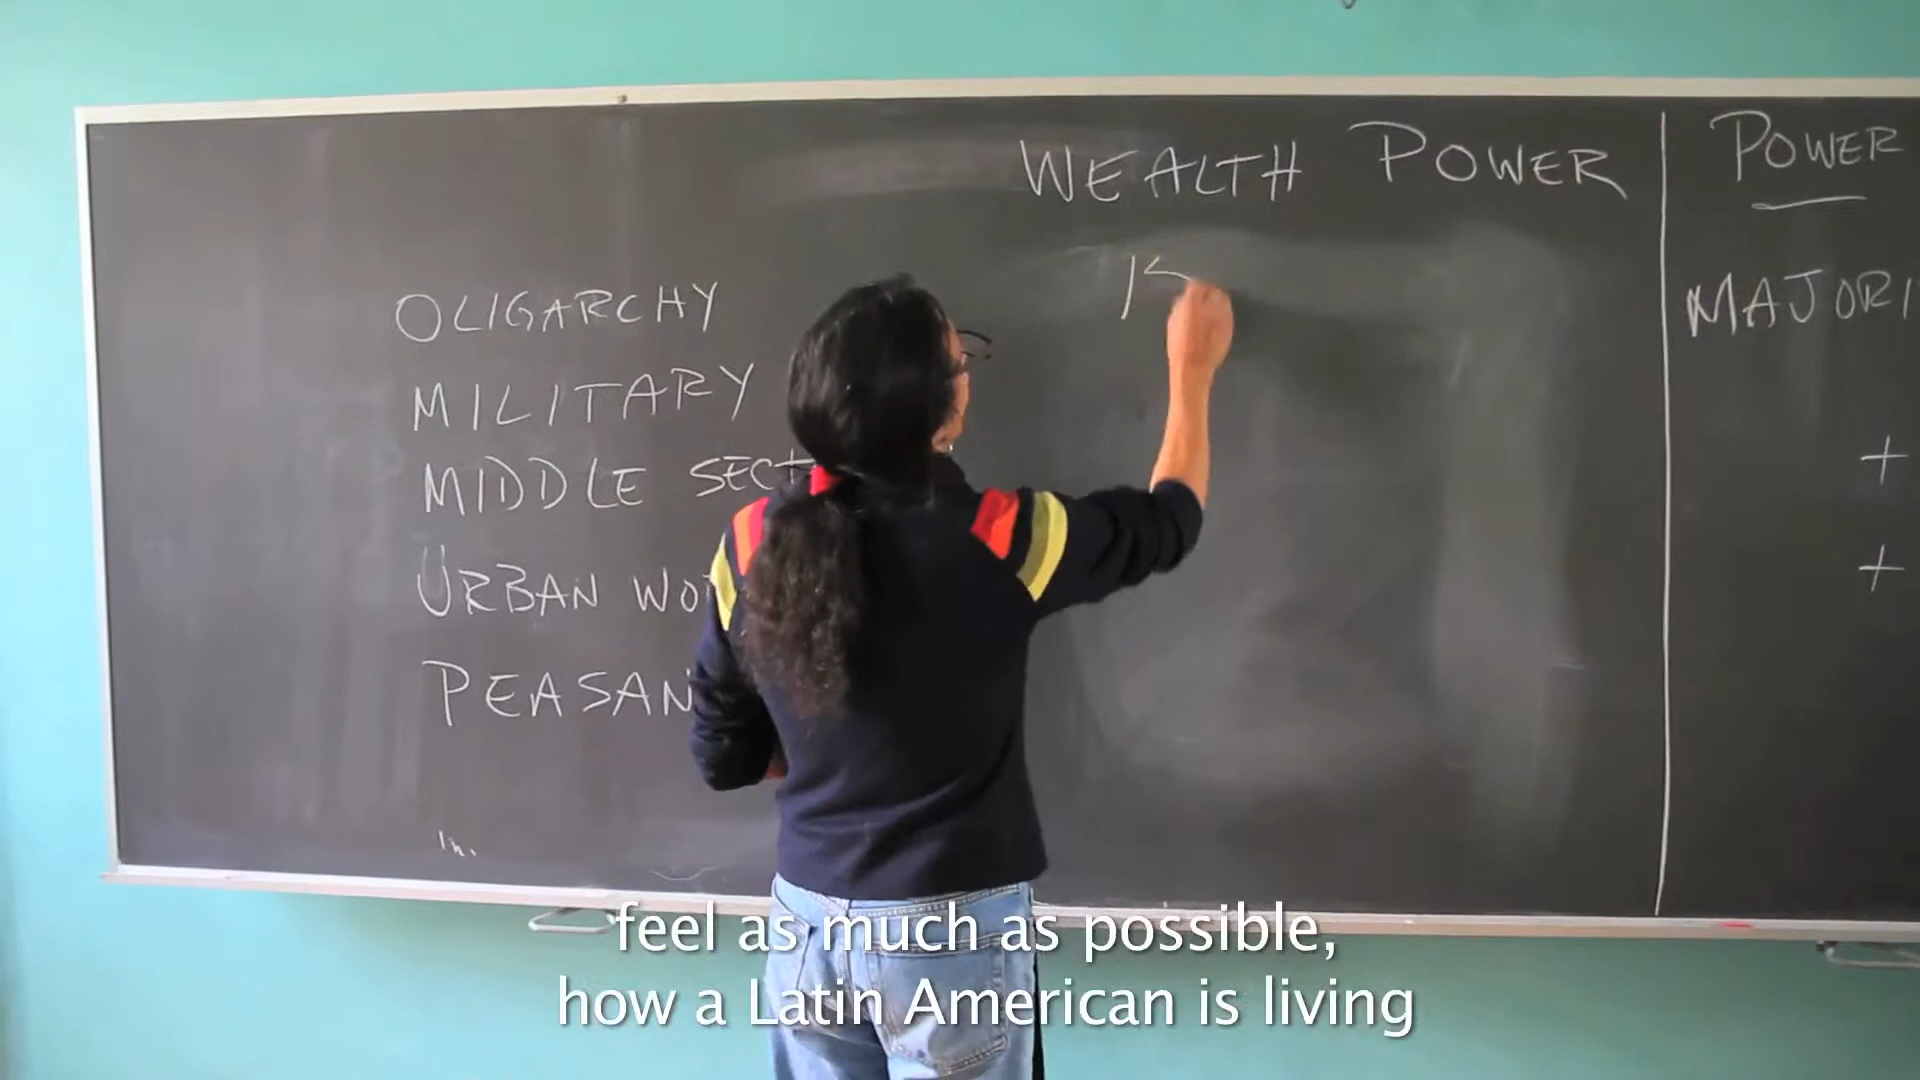 WEALTH POWER
POWER
OLIGARCHY
MAJORI
MILITARY
+
MIDDLE SECT
+
URBAN WO
PEASAN
feel as much as possible,
how a Latin American is living